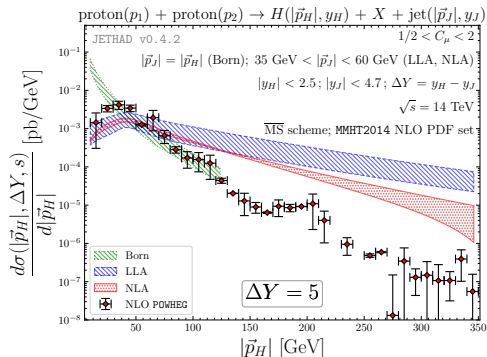 proton(p₁) + proton(p₂) → H(|p⃗_H|, y_H) + X + jet(|p⃗_J|, y_J)
JETHAD v0.4.2
1/2 < C_μ < 2
|p⃗_J| = |p⃗_H| (Born); 35 GeV < |p⃗_J| < 60 GeV (LLA, NLA)
|y_H| < 2.5; |y_J| < 4.7; ΔY = y_H − y_J
√s = 14 TeV
M̅S̅ scheme; MMHT2014 NLO PDF set
dσ(|p⃗_H|, ΔY, s) / d|p⃗_H| [pb/GeV]
10⁻¹
10⁻²
10⁻³
10⁻⁴
10⁻⁵
10⁻⁶
10⁻⁷
10⁻⁸
Born
LLA
NLA
NLO POWHEG
ΔY = 5
0 50 100 150 200 250 300 350
|p⃗_H| [GeV]